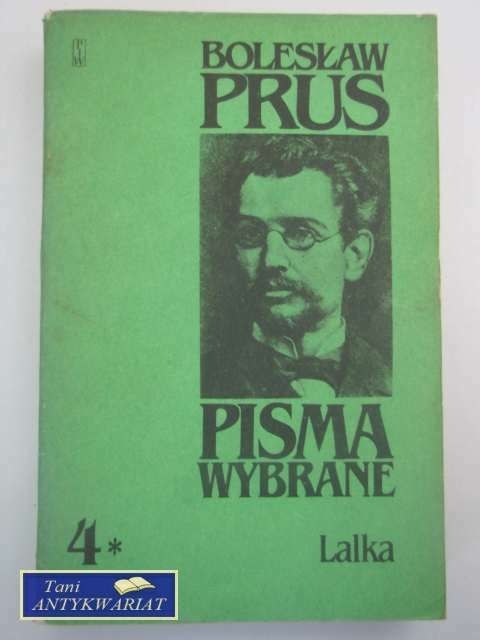 BOLESŁAW
PRUS
PISMA
WYBRANE
4*
Lalka
Tani
ANTYKWARIAT